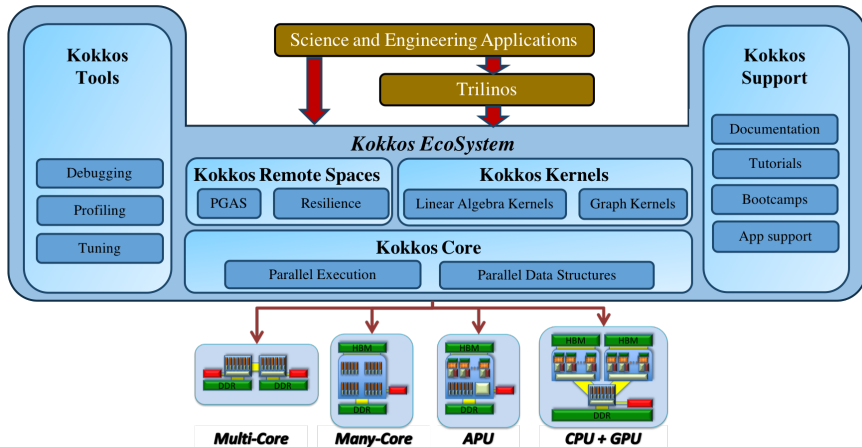 Kokkos
Tools
Debugging
Profiling
Tuning
Science and Engineering Applications
Trilinos
Kokkos EcoSystem
Kokkos Remote Spaces
PGAS
Resilience
Kokkos Kernels
Linear Algebra Kernels
Graph Kernels
Kokkos Core
Parallel Execution
Parallel Data Structures
Kokkos
Support
Documentation
Tutorials
Bootcamps
App support
DDR
DDR
Multi-Core
HBM
DDR
Many-Core
HBM
DDR
APU
HBM
HBM
DDR
CPU + GPU